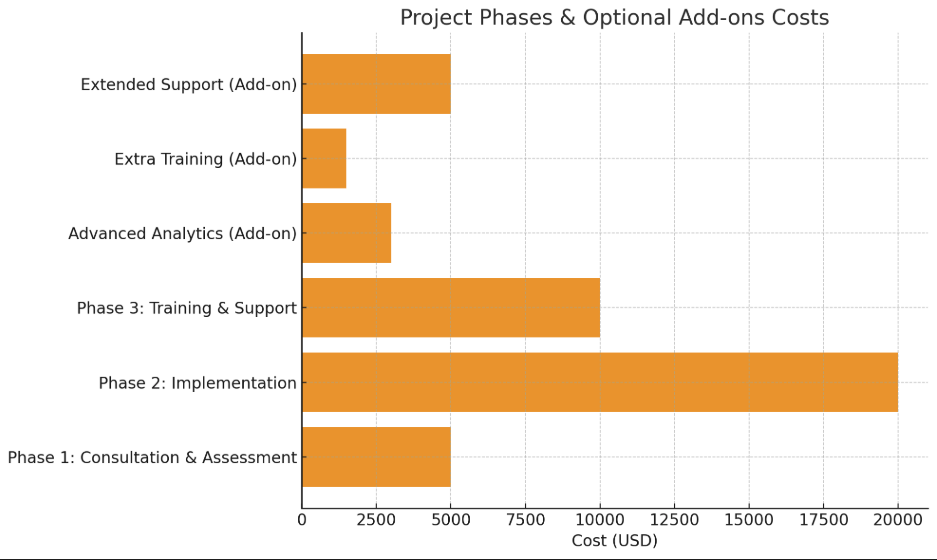 Project Phases & Optional Add-ons Costs
Extended Support (Add-on)
Extra Training (Add-on)
Advanced Analytics (Add-on)
Phase 3: Training & Support
Phase 2: Implementation
Phase 1: Consultation & Assessment
0 2500 5000 7500 10000 12500 15000 17500 20000
Cost (USD)